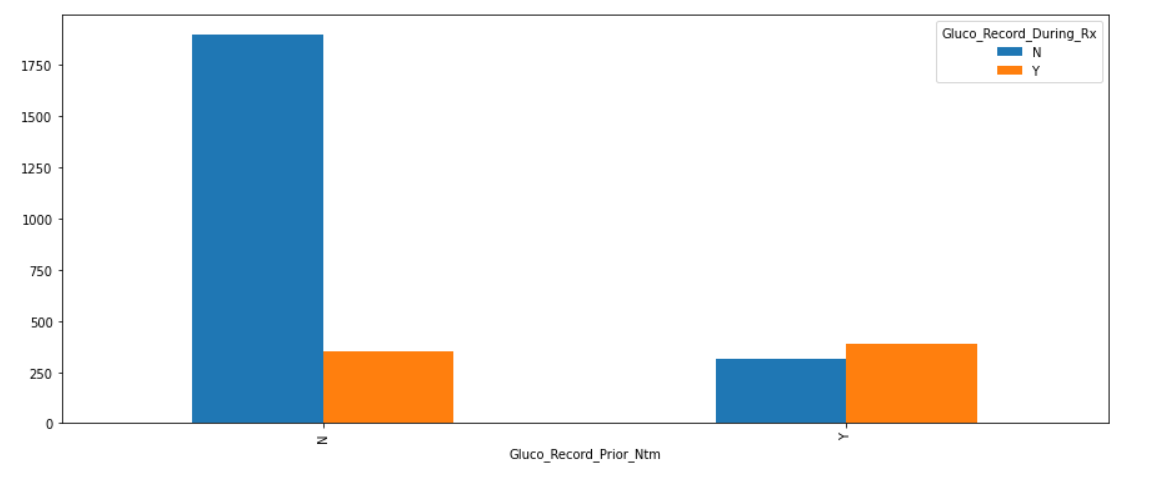 Gluco_Record_During_Rx
N
Y
1750
1500
1250
1000
750
500
250
0
N
Y
Gluco_Record_Prior_Ntm